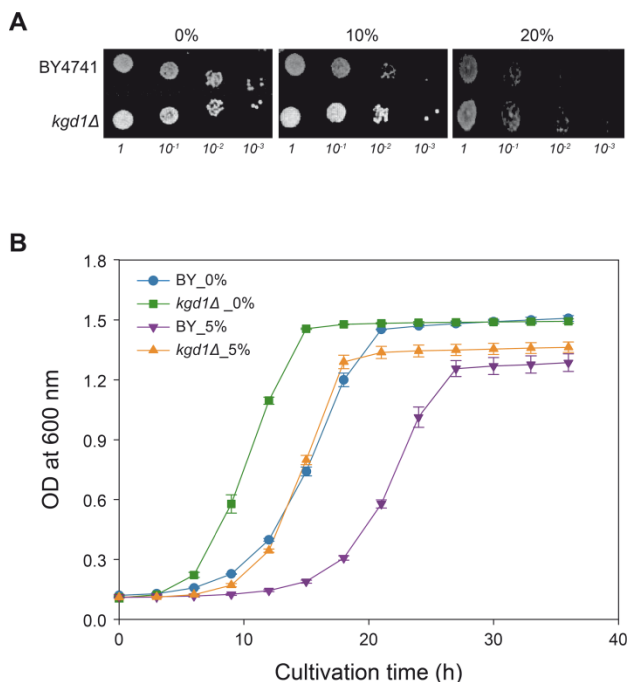 A
0% 10% 20%
BY4741
kgd1Δ
1 10⁻¹ 10⁻² 10⁻³ 1 10⁻¹ 10⁻² 10⁻³ 1 10⁻¹ 10⁻² 10⁻³
B
1.8
1.5
1.2
0.9
0.6
0.3
0.0
OD at 600 nm
BY_0%
kgd1Δ_0%
BY_5%
kgd1Δ_5%
0 10 20 30 40
Cultivation time (h)